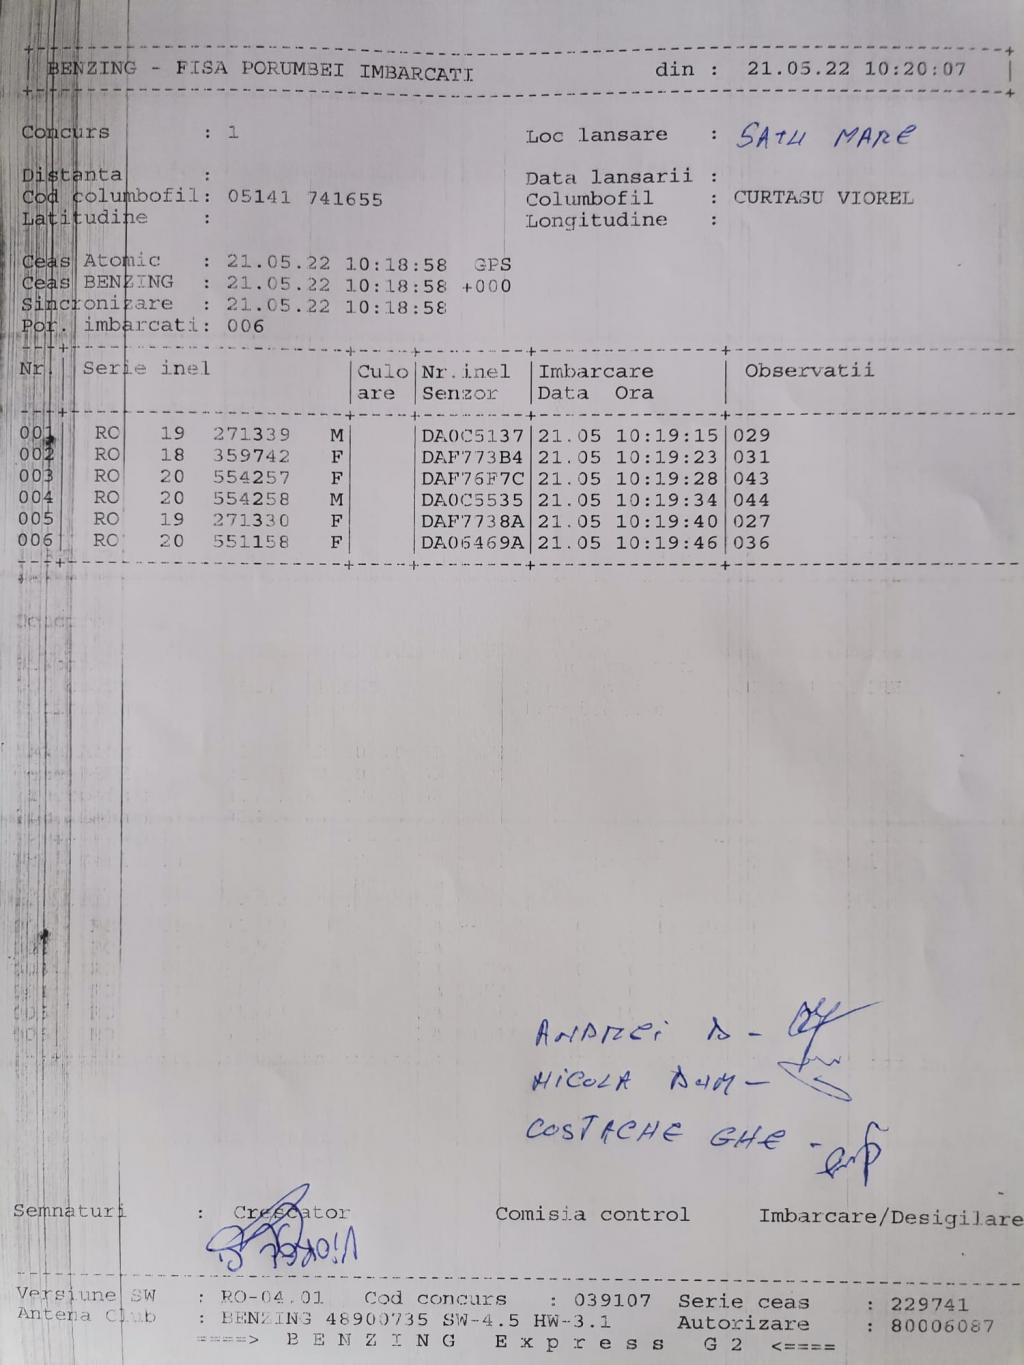 BENZING - FISA PORUMBEI IMBARCATI din : 21.05.22 10:20:07
Concurs : 1 Loc lansare : SATU MARE
Distanta : Data lansarii :
Cod columbofil: 05141 741655 Columbofil : CURTASU VIOREL
Latitudine : Longitudine :
Ceas Atomic : 21.05.22 10:18:58 GPS
Ceas BENZING : 21.05.22 10:18:58 +000
Sincronizare : 21.05.22 10:18:58
Por. imbarcati: 006
Nr Serie inel Culo Nr.inel Imbarcare Observatii
are Senzor Data Ora
001 RO 19 271339 M DA0C5137 21.05 10:19:15 029
002 RO 18 359742 F DAF773B4 21.05 10:19:23 031
003 RO 20 554257 F DAF76F7C 21.05 10:19:28 043
004 RO 20 554258 M DA0C5535 21.05 10:19:34 044
005 RO 19 271330 F DAF7738A 21.05 10:19:40 027
006 RO 20 551158 F DA06469A 21.05 10:19:46 036
ANDREI D -
NICOLA DUM -
COSTACHE GHE -
Semnaturi : Crescator Comisia control Imbarcare/Desigilare
Versiune SW : RO-04.01 Cod concurs : 039107 Serie ceas : 229741
Antena Club : BENZING 48900735 SW-4.5 HW-3.1 Autorizare : 80006087
====> B E N Z I N G E x p r e s s G 2 <====